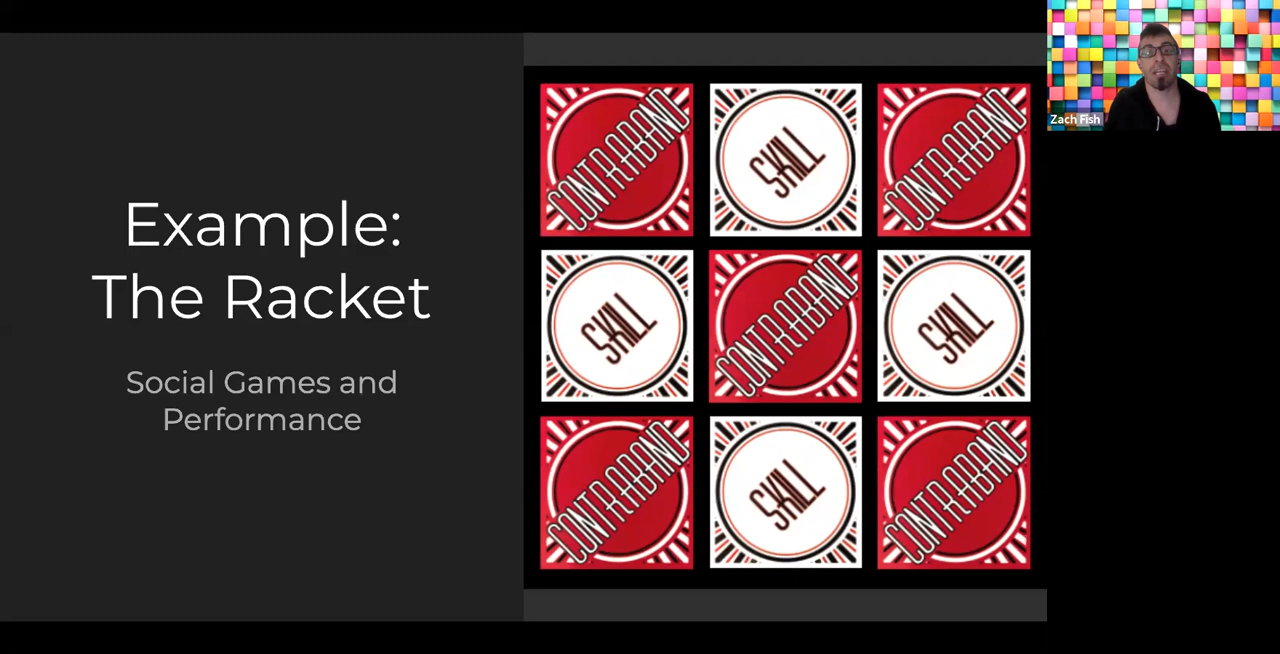 Example:
The Racket
Social Games and
Performance
CONTRABAND
SKILL
CONTRABAND
SKILL
CONTRABAND
SKILL
CONTRABAND
SKILL
CONTRABAND
Zach Fish